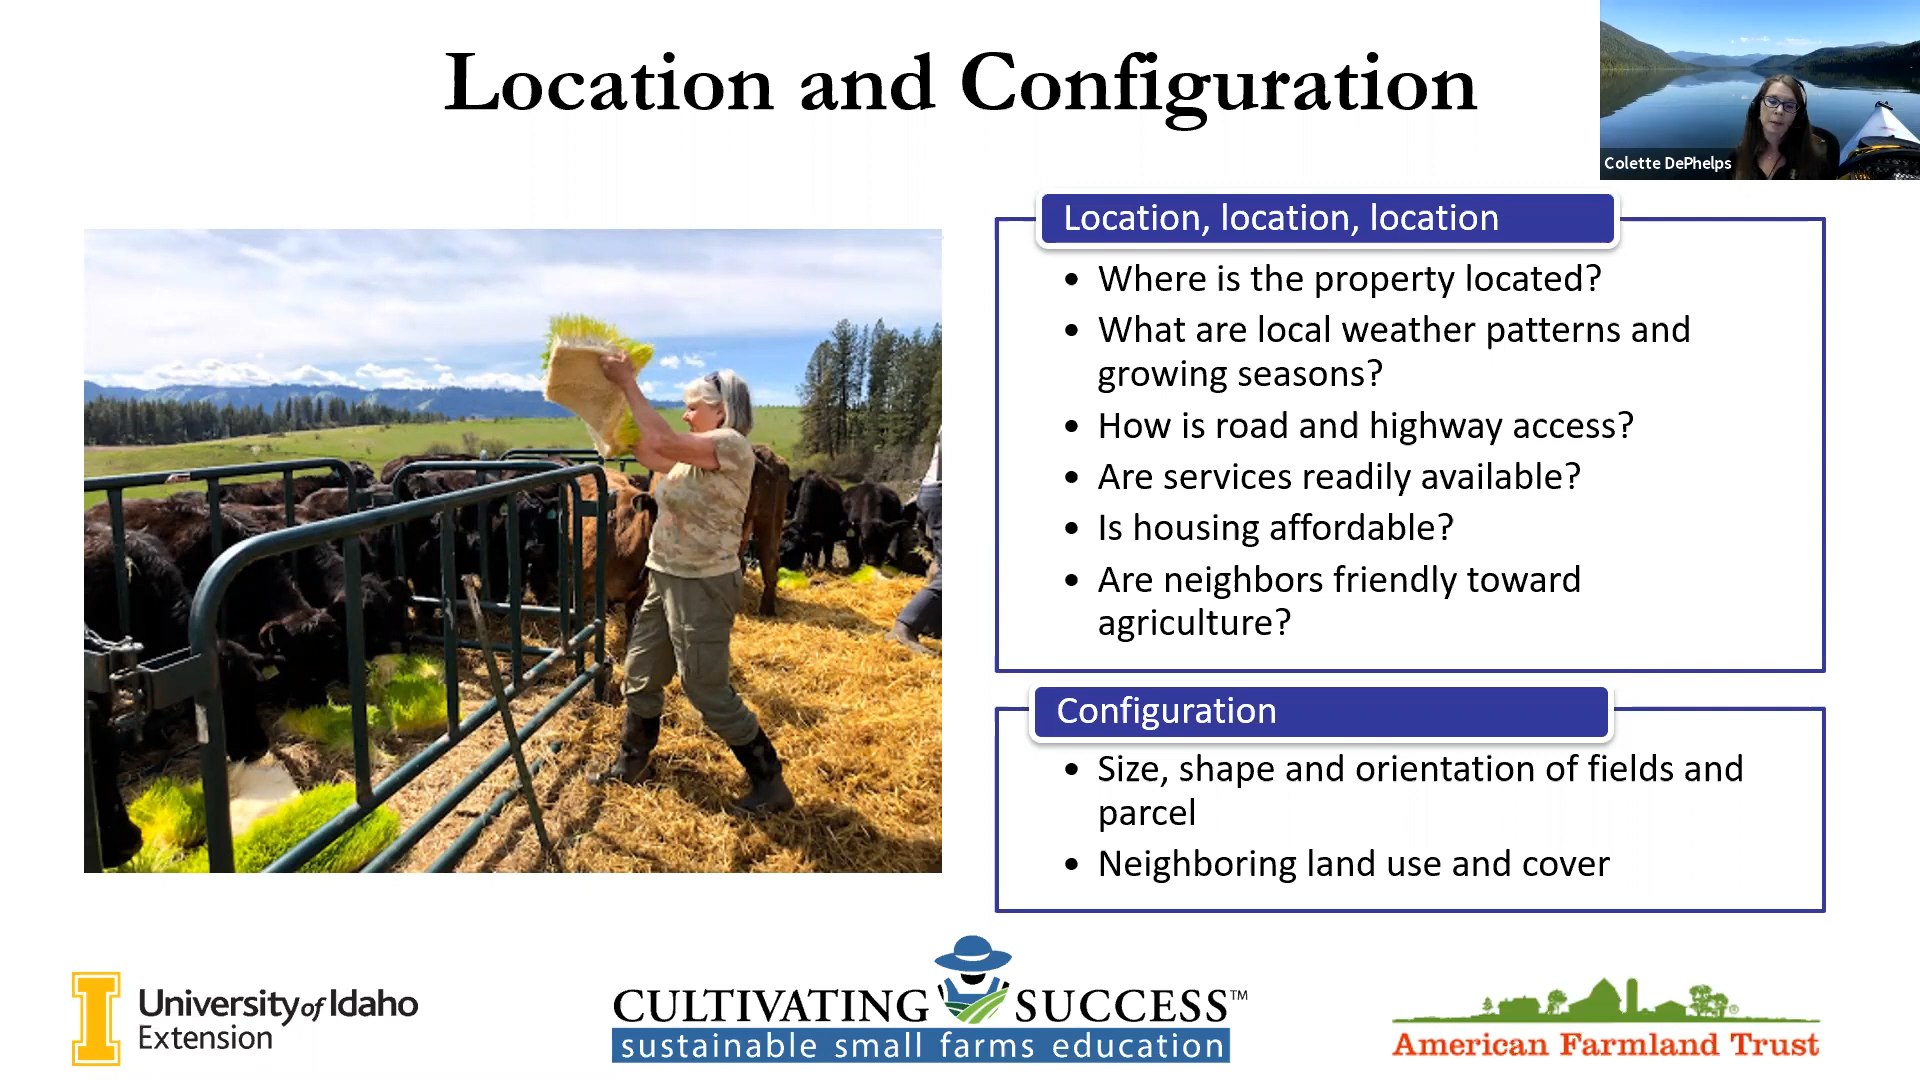 Location and Configuration
Colette DePhelps
Location, location, location
• Where is the property located?
• What are local weather patterns and
growing seasons?
• How is road and highway access?
• Are services readily available?
• Is housing affordable?
• Are neighbors friendly toward
agriculture?
Configuration
• Size, shape and orientation of fields and
parcel
• Neighboring land use and cover
I
University of Idaho
Extension
CULTIVATING SUCCESS™
sustainable small farms education
American Farmland Trust